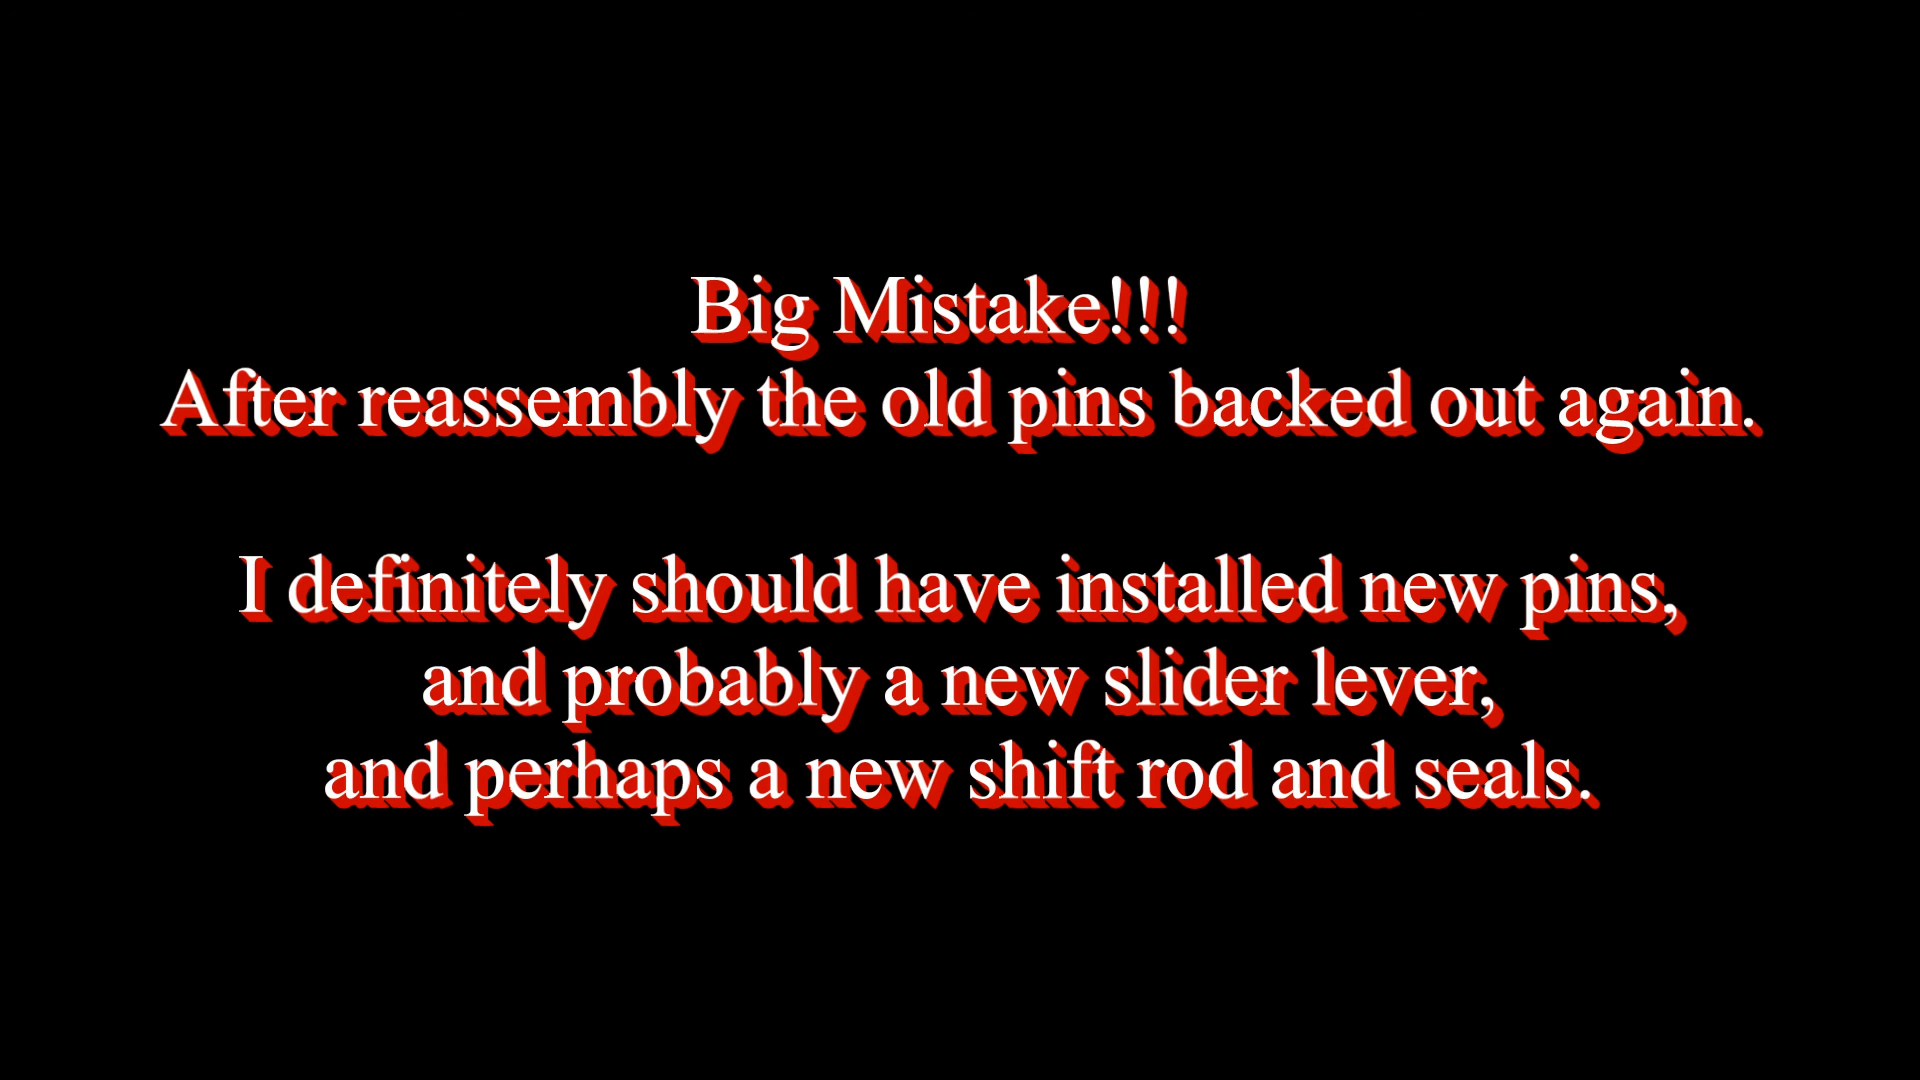 Big Mistake!!!
After reassembly the old pins backed out again.
I definitely should have installed new pins,
and probably a new slider lever,
and perhaps a new shift rod and seals.